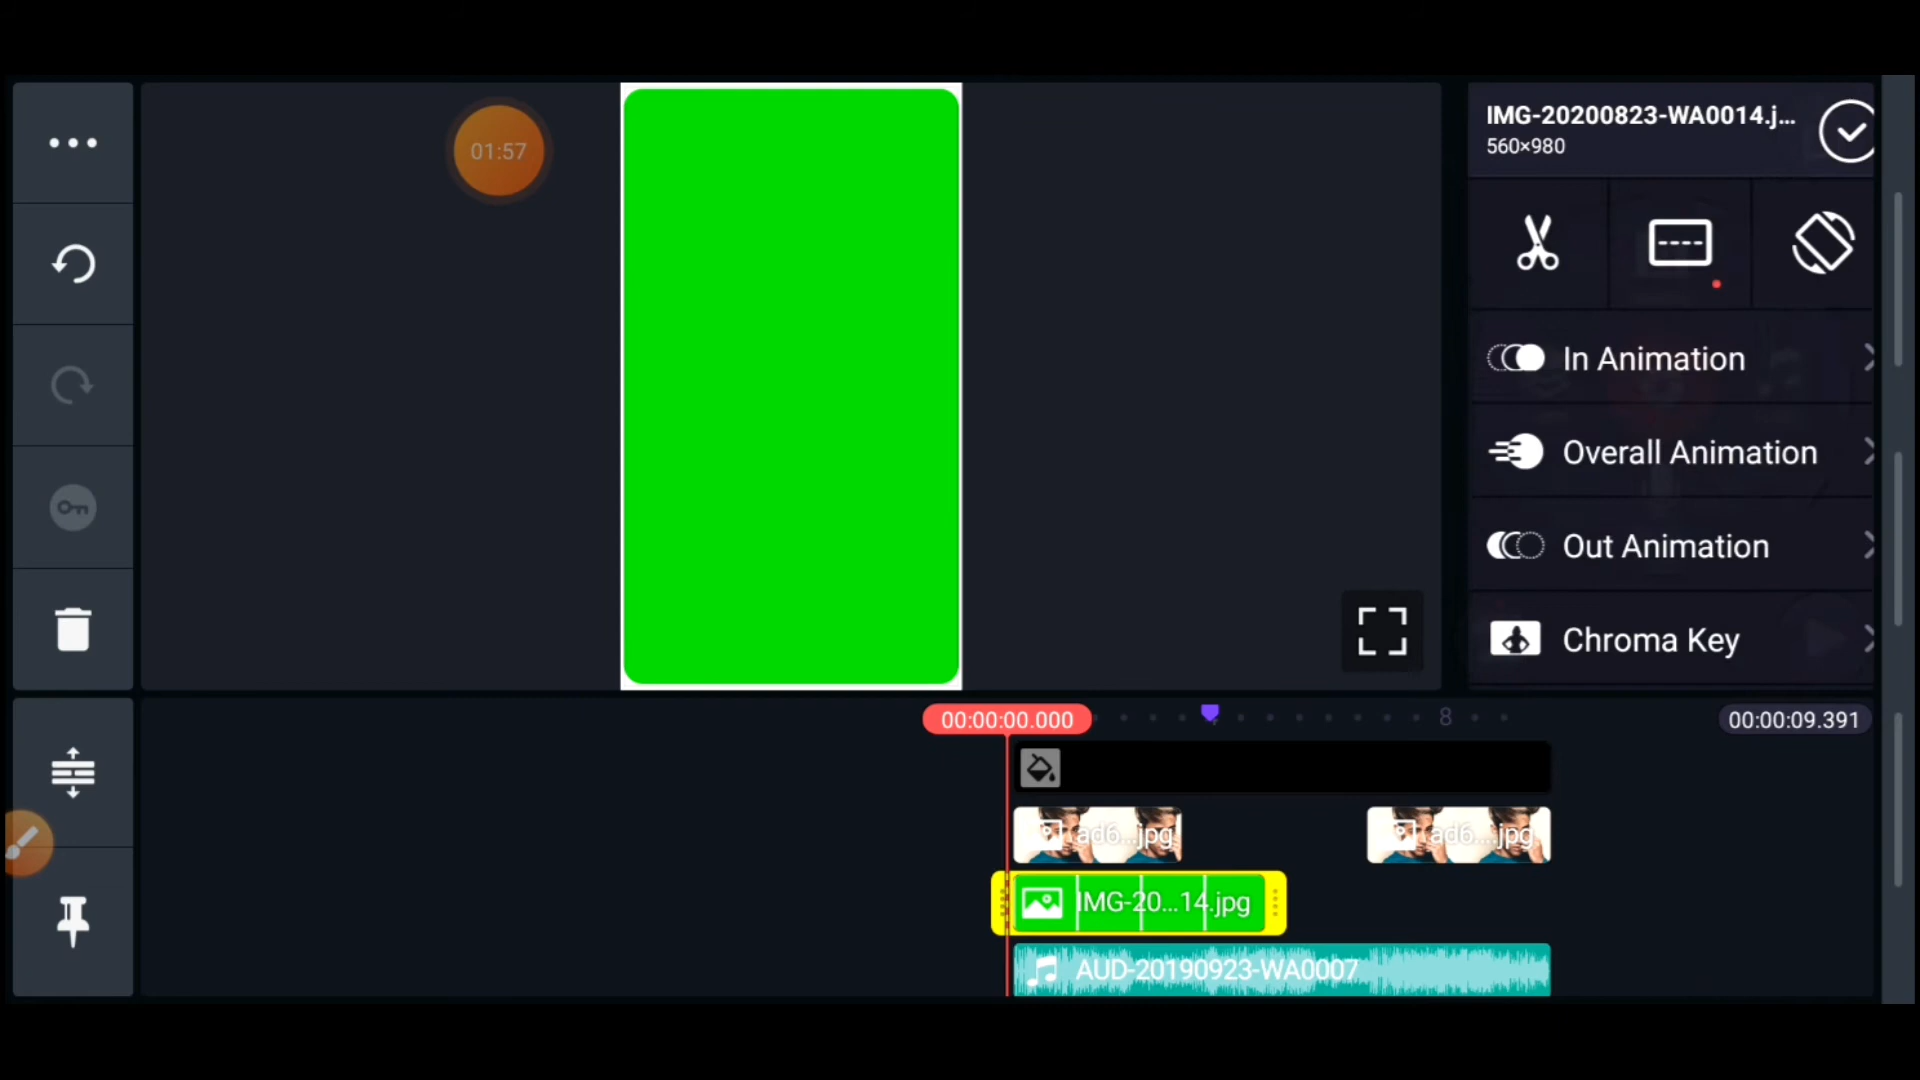 01:57
IMG-20200823-WA0014.j...
560×980
In Animation
Overall Animation
Out Animation
Chroma Key
00:00:00.000
8
00:00:09.391
ad6...jpg
ad6...jpg
IMG-20...14.jpg
AUD-20190923-WA0007